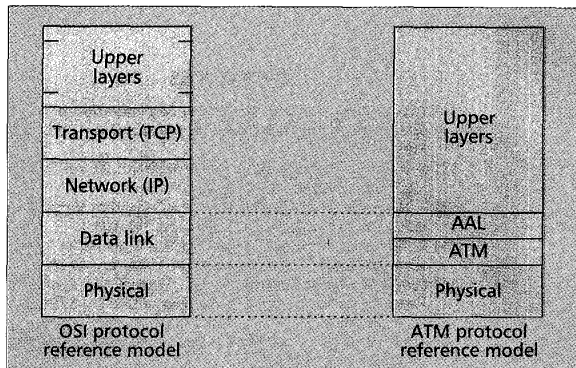 Upper
layers
Transport (TCP)
Network (IP)
Data link
Physical
OSI protocol
reference model
Upper
layers
AAL
ATM
Physical
ATM protocol
reference model